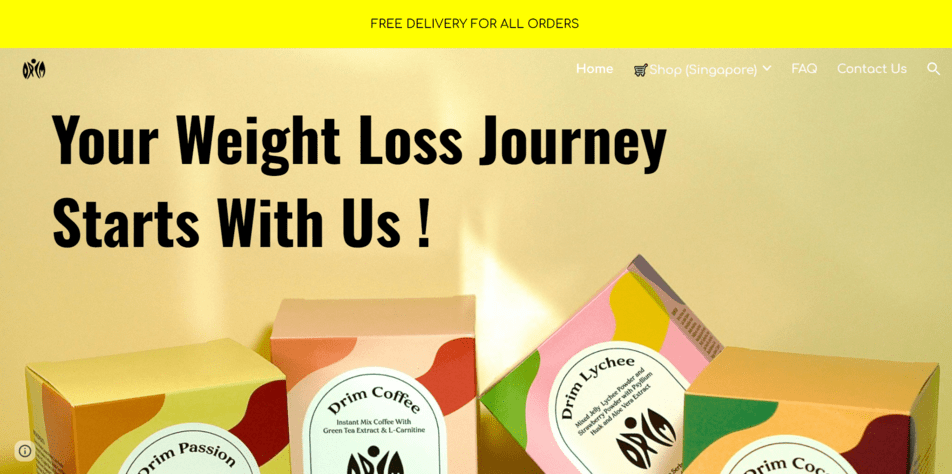 FREE DELIVERY FOR ALL ORDERS
DRIM
Home
Shop (Singapore)
FAQ
Contact Us
Your Weight Loss Journey
Starts With Us !
Drim Passion
Drim Coffee
Instant Mix Coffee With
Green Tea Extract & L-Carnitine
DRIM
Drim Lychee
Mixed Jelly Lychee Powder and
Strawberry Powder with Psyllium
Husk and Aloe Vera Extract
DRIM